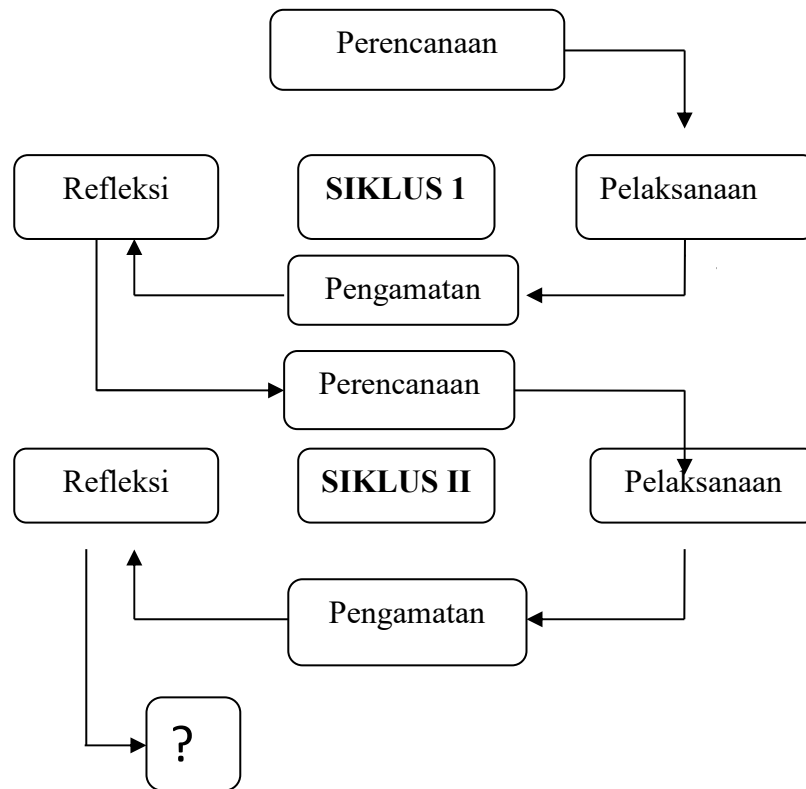 Perencanaan
Refleksi
SIKLUS 1
Pelaksanaan
Pengamatan
Perencanaan
Refleksi
SIKLUS II
Pelaksanaan
Pengamatan
?